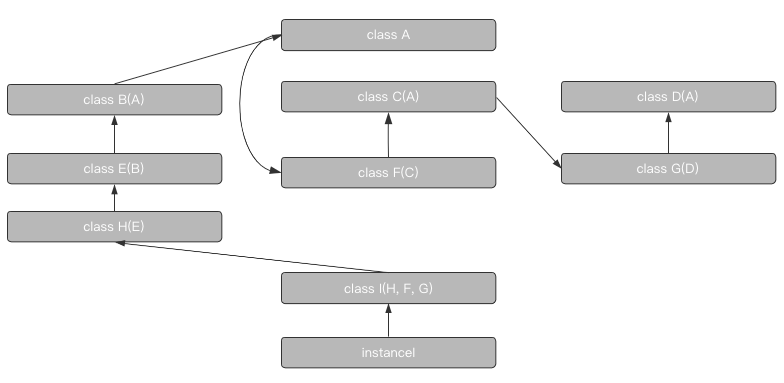 class A
class B(A)
class C(A)
class D(A)
class E(B)
class F(C)
class G(D)
class H(E)
class I(H, F, G)
instanceI